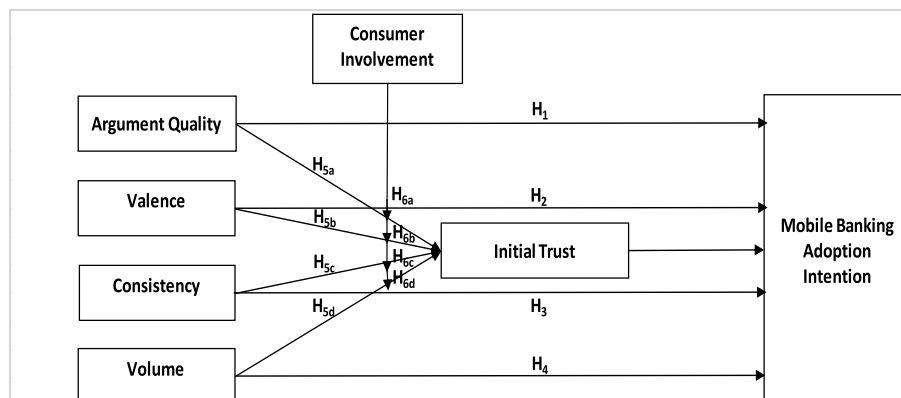 Consumer
Involvement
Argument Quality
H1
H5a
H6a
Valence
H2
H5b
H6b
Initial Trust
Mobile Banking
Adoption
Intention
H5c
H6c
Consistency
H6d
H5d
H3
Volume
H4